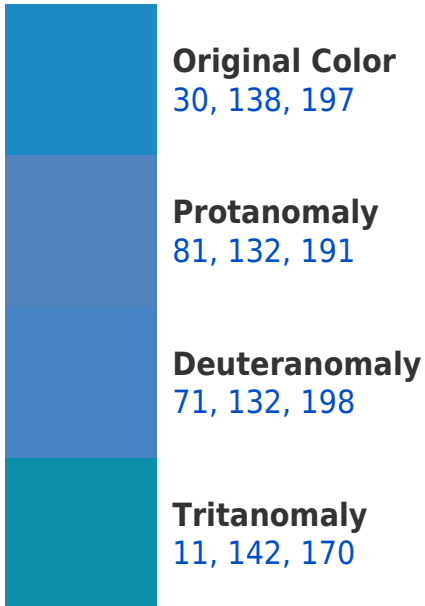 Original Color
30, 138, 197
Protanomaly
81, 132, 191
Deuteranomaly
71, 132, 198
Tritanomaly
11, 142, 170